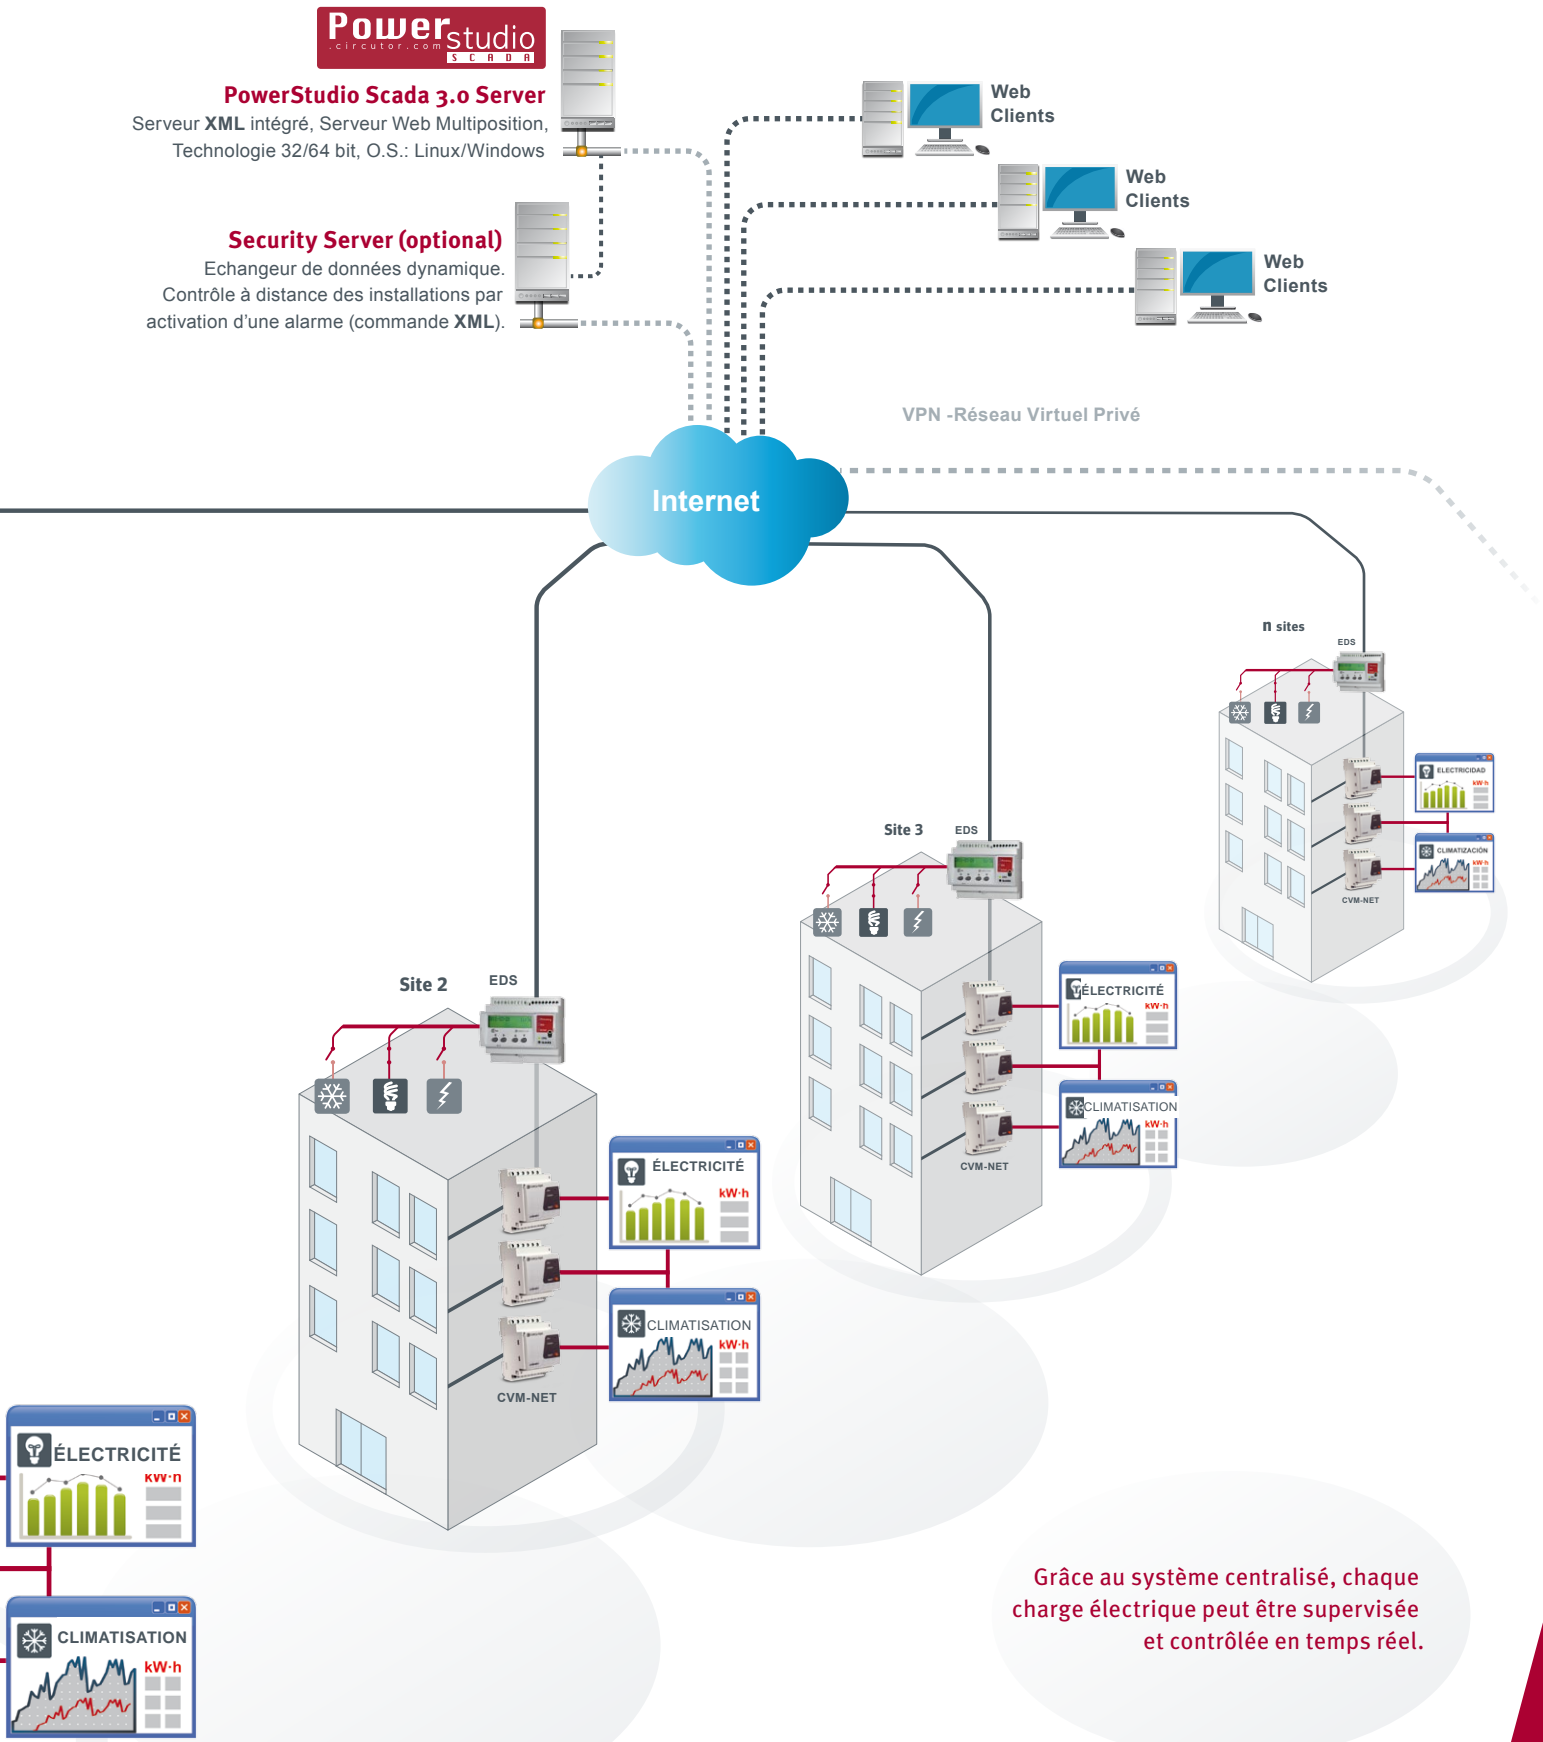 Power
studio
.circutor.com
SCADA
PowerStudio Scada 3.0 Server
Serveur XML intégré, Serveur Web Multiposition,
Technologie 32/64 bit, O.S.: Linux/Windows
Security Server (optional)
Echangeur de données dynamique.
Contrôle à distance des installations par
activation d'une alarme (commande XML).
Web
Clients
Web
Clients
Web
Clients
VPN -Réseau Virtuel Privé
Internet
n sites
EDS
ELECTRICIDAD
kW·h
CLIMATIZACIÓN
kW·h
CVM-NET
Site 3
EDS
ÉLECTRICITÉ
kW·h
CLIMATISATION
kW·h
CVM-NET
Site 2
EDS
ÉLECTRICITÉ
kW·h
CLIMATISATION
kW·h
CVM-NET
ÉLECTRICITÉ
kW·h
CLIMATISATION
kW·h
Grâce au système centralisé, chaque
charge électrique peut être supervisée
et contrôlée en temps réel.